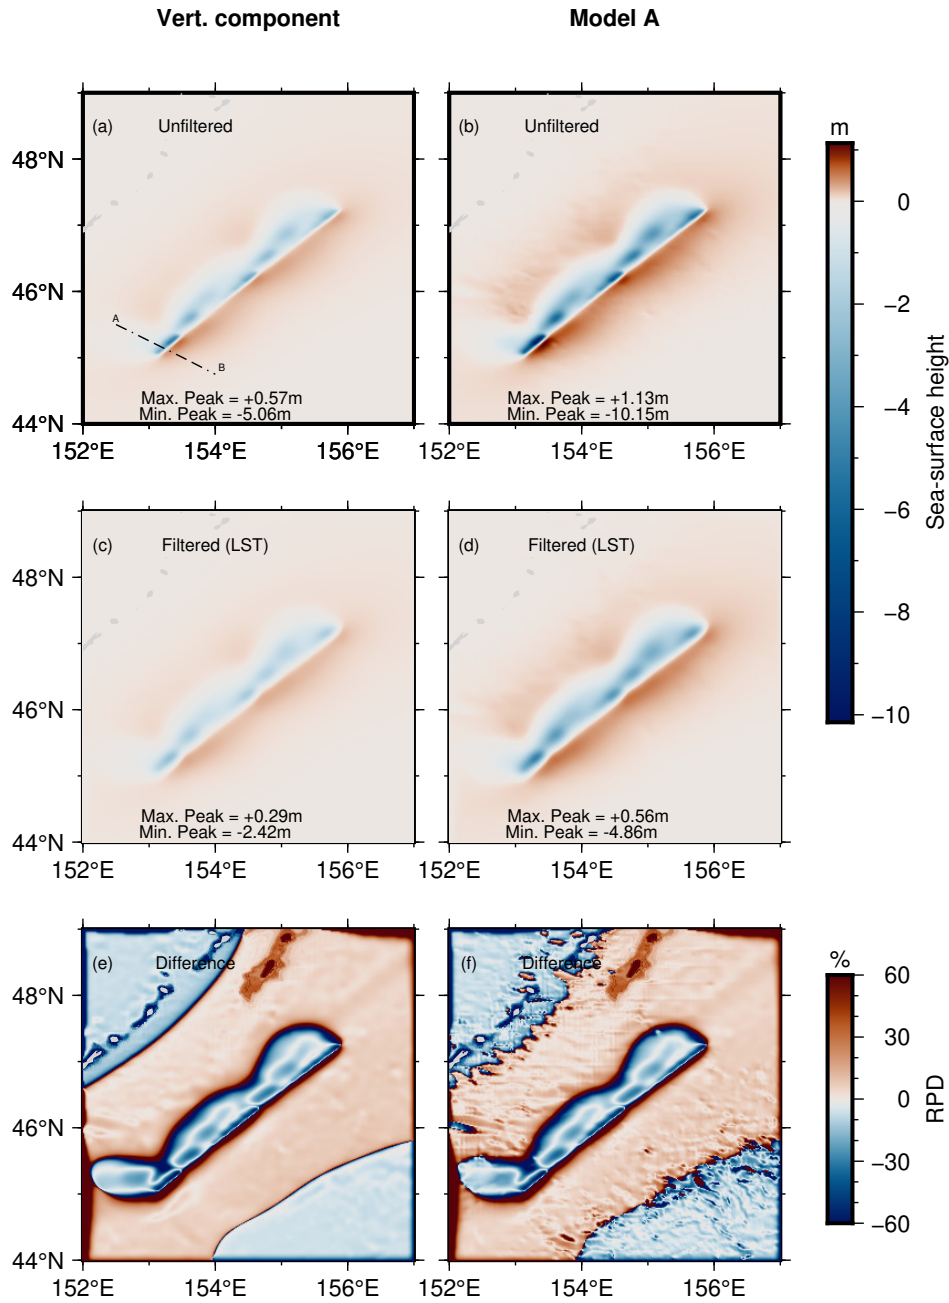 Vert. component
Model A
(a) Unfiltered
(b) Unfiltered
48°N
46°N
44°N
A
B
Max. Peak = +0.57m
Min. Peak = -5.06m
Max. Peak = +1.13m
Min. Peak = -10.15m
152°E 154°E 156°E
152°E 154°E 156°E
m
0
−2
−4
−6
−8
−10
Sea-surface height
(c) Filtered (LST)
(d) Filtered (LST)
48°N
46°N
44°N
Max. Peak = +0.29m
Min. Peak = -2.42m
Max. Peak = +0.56m
Min. Peak = -4.86m
152°E 154°E 156°E
152°E 154°E 156°E
(e) Difference
(f) Difference
48°N
46°N
44°N
152°E 154°E 156°E
152°E 154°E 156°E
%
60
30
0
−30
−60
RPD